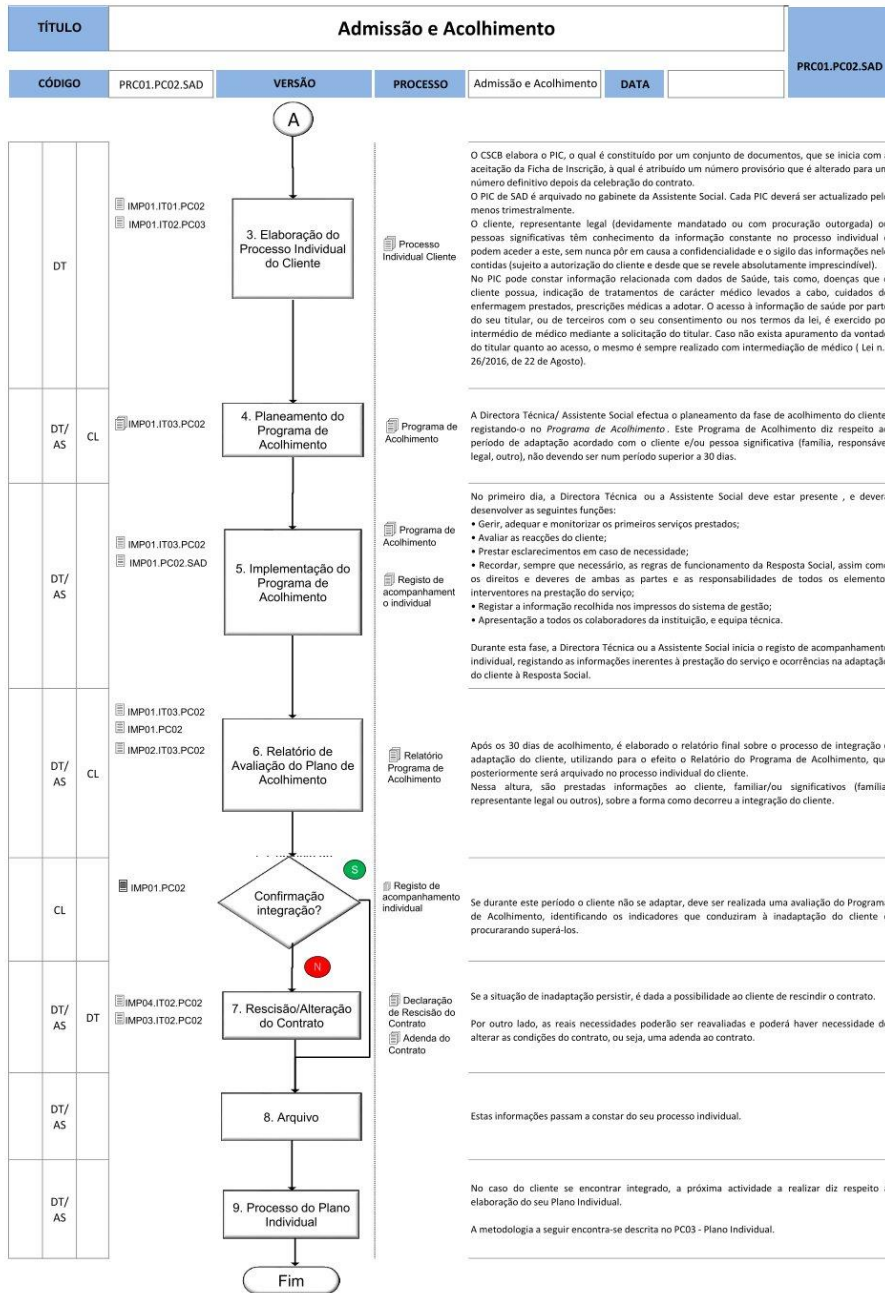 TÍTULO
Admissão e Acolhimento
PRC01.PC02.SAD
CÓDIGO
PRC01.PC02.SAD
VERSÃO
PROCESSO
Admissão e Acolhimento
DATA
A
DT
IMP01.IT01.PC02
IMP01.IT02.PC03
3. Elaboração do
Processo Individual
do Cliente
Processo
Individual Cliente
O CSCB elabora o PIC, o qual é constituído por um conjunto de documentos, que se inicia com
aceitação da Ficha de Inscrição, à qual é atribuído um número provisório que é alterado para um
número definitivo depois da celebração do contrato.
O PIC de SAD é arquivado no gabinete da Assistente Social. Cada PIC deverá ser actualizado pel
menos trimestralmente.
O cliente, representante legal (devidamente mandatado ou com procuração outorgada) ou
pessoas significativas têm conhecimento da informação constante no processo individual
podem aceder a este, sem nunca pôr em causa a confidencialidade e o sigilo das informações nel
contidas (sujeito a autorização do cliente e desde que se revele absolutamente imprescindível).
No PIC pode constar informação relacionada com dados de Saúde, tais como, doenças que
cliente possua, indicação de tratamentos de carácter médico levados a cabo, cuidados de
enfermagem prestados, prescrições médicas a adotar. O acesso à informação de saúde por parte
do seu titular, ou de terceiros com o seu consentimento ou nos termos da lei, é exercido po
intermédio de médico mediante a solicitação do titular. Caso não exista apuramento da vontad
do titular quanto ao acesso, o mesmo é sempre realizado com intermediação de médico ( Lei n.
26/2016, de 22 de Agosto).
DT/
AS
CL
IMP01.IT03.PC02
4. Planeamento do
Programa de
Acolhimento
Programa de
Acolhimento
A Directora Técnica/ Assistente Social efectua o planeamento da fase de acolhimento do cliente
registando-o no Programa de Acolhimento . Este Programa de Acolhimento diz respeito a
período de adaptação acordado com o cliente e/ou pessoa significativa (família, responsáve
legal, outro), não devendo ser num período superior a 30 dias.
DT/
AS
IMP01.IT03.PC02
IMP01.PC02.SAD
5. Implementação do
Programa de
Acolhimento
Programa de
Acolhimento
Registo de
acompanhament
o individual
No primeiro dia, a Directora Técnica ou a Assistente Social deve estar presente , e dever
desenvolver as seguintes funções:
• Gerir, adequar e monitorizar os primeiros serviços prestados;
• Avaliar as reacções do cliente;
• Prestar esclarecimentos em caso de necessidade;
• Recordar, sempre que necessário, as regras de funcionamento da Resposta Social, assim como
os direitos e deveres de ambas as partes e as responsabilidades de todos os elemento
interventores na prestação do serviço;
• Registar a informação recolhida nos impressos do sistema de gestão;
• Apresentação a todos os colaboradores da instituição, e equipa técnica.
Durante esta fase, a Directora Técnica ou a Assistente Social inicia o registo de acompanhament
individual, registando as informações inerentes à prestação do serviço e ocorrências na adaptação
do cliente à Resposta Social.
DT/
AS
CL
IMP01.IT03.PC02
IMP01.PC02
IMP02.IT03.PC02
6. Relatório de
Avaliação do Plano de
Acolhimento
Relatório
Programa de
Acolhimento
Após os 30 dias de acolhimento, é elaborado o relatório final sobre o processo de integração
adaptação do cliente, utilizando para o efeito o Relatório do Programa de Acolhimento, que
posteriormente será arquivado no processo individual do cliente.
Nessa altura, são prestadas informações ao cliente, familiar/ou significativos (família
representante legal ou outros), sobre a forma como decorreu a integração do cliente.
CL
IMP01.PC02
S
Confirmação
integração?
Registo de
acompanhamento
individual
Se durante este período o cliente não se adaptar, deve ser realizada uma avaliação do Program
de Acolhimento, identificando os indicadores que conduziram à inadaptação do cliente
procurarando superá-los.
N
DT/
AS
DT
IMP04.IT02.PC02
IMP03.IT02.PC02
7. Rescisão/Alteração
do Contrato
Declaração
de Rescisão do
Contrato
Adenda do
Contrato
Se a situação de inadaptação persistir, é dada a possibilidade ao cliente de rescindir o contrato.
Por outro lado, as reais necessidades poderão ser reavaliadas e poderá haver necessidade de
alterar as condições do contrato, ou seja, uma adenda ao contrato.
DT/
AS
8. Arquivo
Estas informações passam a constar do seu processo individual.
DT/
AS
9. Processo do Plano
Individual
No caso do cliente se encontrar integrado, a próxima actividade a realizar diz respeito
elaboração do seu Plano Individual.
A metodologia a seguir encontra-se descrita no PC03 - Plano Individual.
Fim